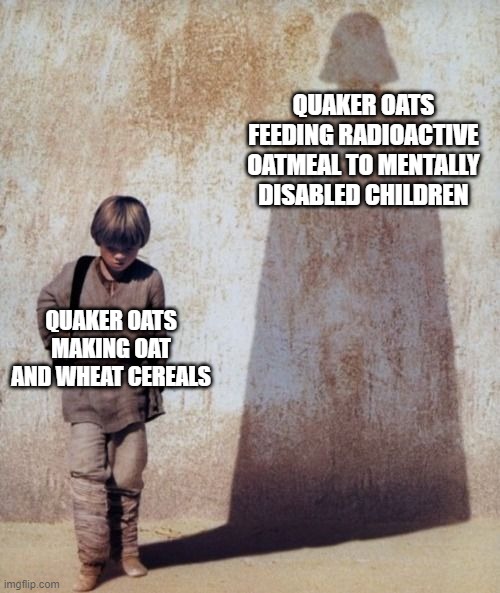 QUAKER OATS
FEEDING RADIOACTIVE
OATMEAL TO MENTALLY
DISABLED CHILDREN
QUAKER OATS
MAKING OAT
AND WHEAT CEREALS
imgflip.com